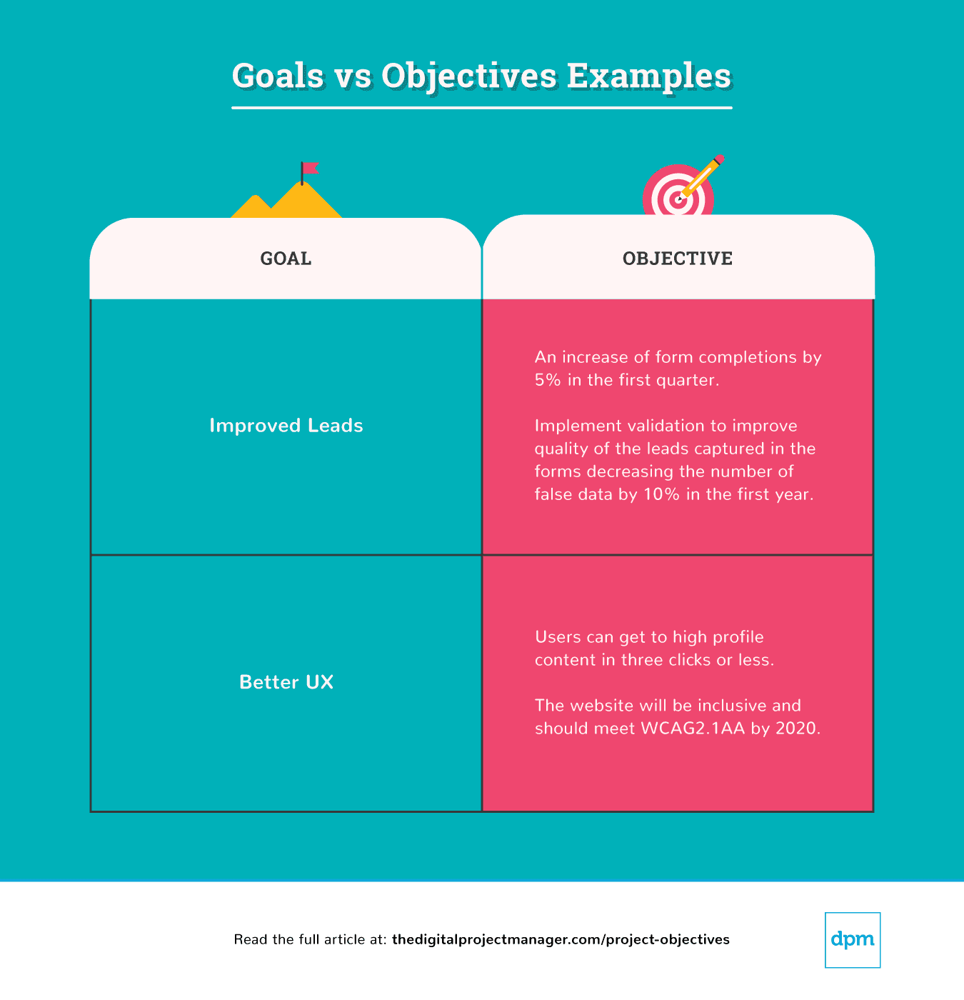 Goals vs Objectives Examples
GOAL
OBJECTIVE
Improved Leads
An increase of form completions by
5% in the first quarter.
Implement validation to improve
quality of the leads captured in the
forms decreasing the number of
false data by 10% in the first year.
Better UX
Users can get to high profile
content in three clicks or less.
The website will be inclusive and
should meet WCAG2.1AA by 2020.
Read the full article at: thedigitalprojectmanager.com/project-objectives
dpm